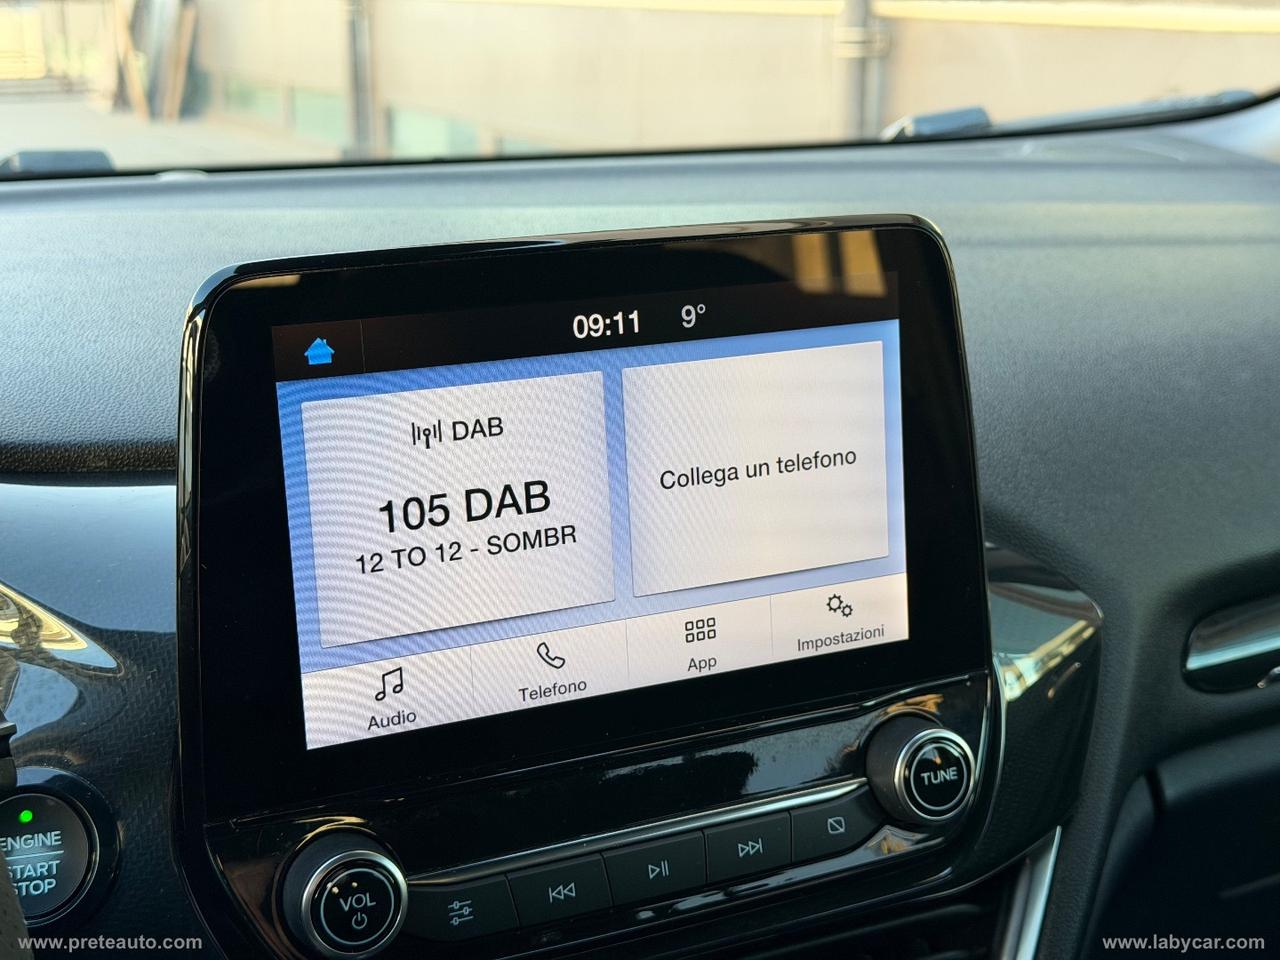 09:11 9°
DAB
105 DAB
12 TO 12 - SOMBR
Collega un telefono
Audio
Telefono
App
Impostazioni
TUNE
VOL
ENGINE
START
STOP
www.preteauto.com
www.labycar.com